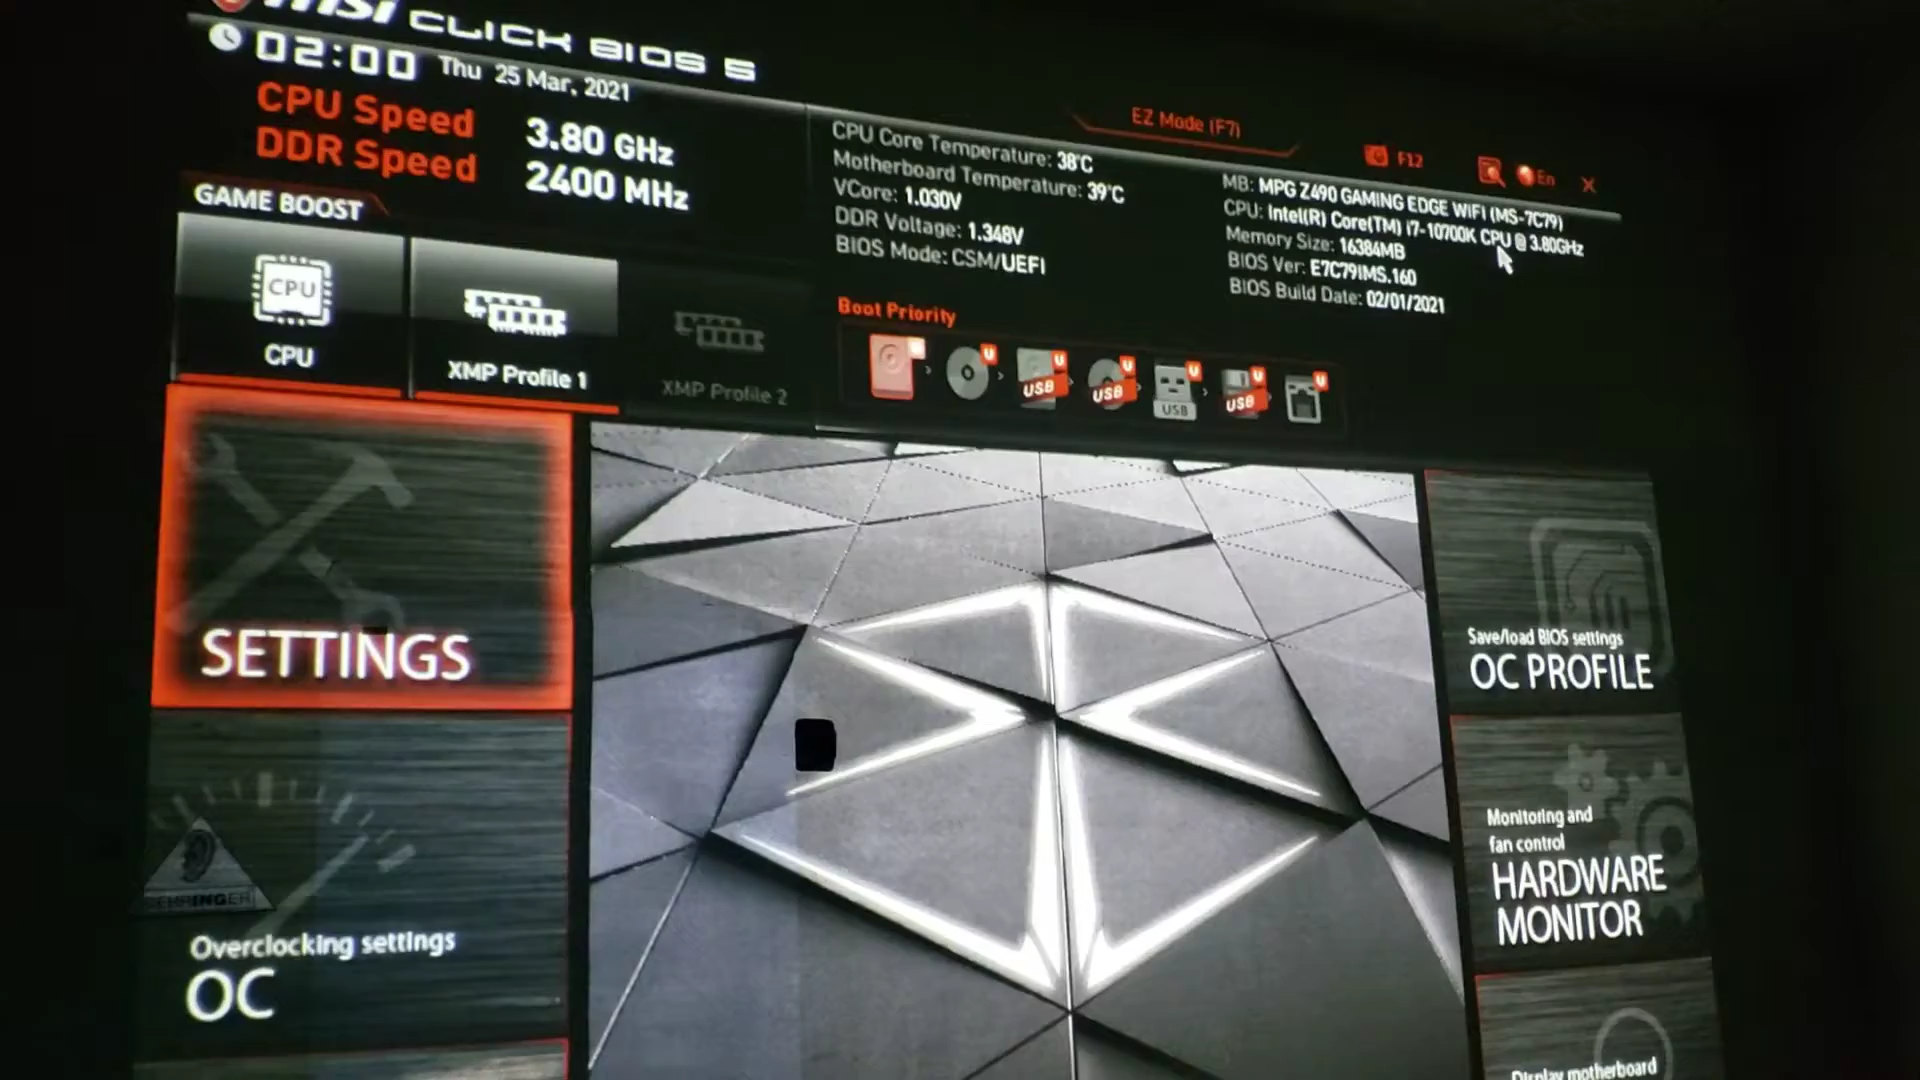 msi CLICK BIOS 5
02:00 Thu 25 Mar, 2021
CPU Speed 3.80 GHz
DDR Speed 2400 MHz
EZ Mode (F7)
F12
En
X
CPU Core Temperature: 38°C
Motherboard Temperature: 39°C
VCore: 1.030V
DDR Voltage: 1.348V
BIOS Mode: CSM/UEFI
MB: MPG Z490 GAMING EDGE WIFI (MS-7C79)
CPU: Intel(R) Core(TM) i7-10700K CPU @ 3.80GHz
Memory Size: 16384MB
BIOS Ver: E7C79IMS.160
BIOS Build Date: 02/01/2021
GAME BOOST
CPU
CPU
XMP Profile 1
XMP Profile 2
Boot Priority
U
U
USB
U
USB
U
USB
U
USB
U
SETTINGS
BEHRINGER
Overclocking settings
OC
Save/load BIOS settings
OC PROFILE
Monitoring and
fan control
HARDWARE
MONITOR
Display motherboard